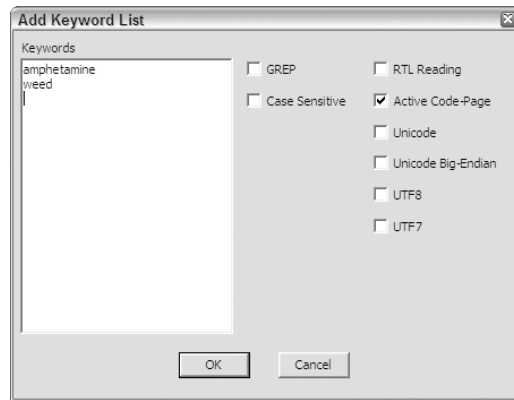 Add Keyword List
Keywords
amphetamine
weed
GREP
Case Sensitive
RTL Reading
Active Code-Page
Unicode
Unicode Big-Endian
UTF8
UTF7
OK
Cancel